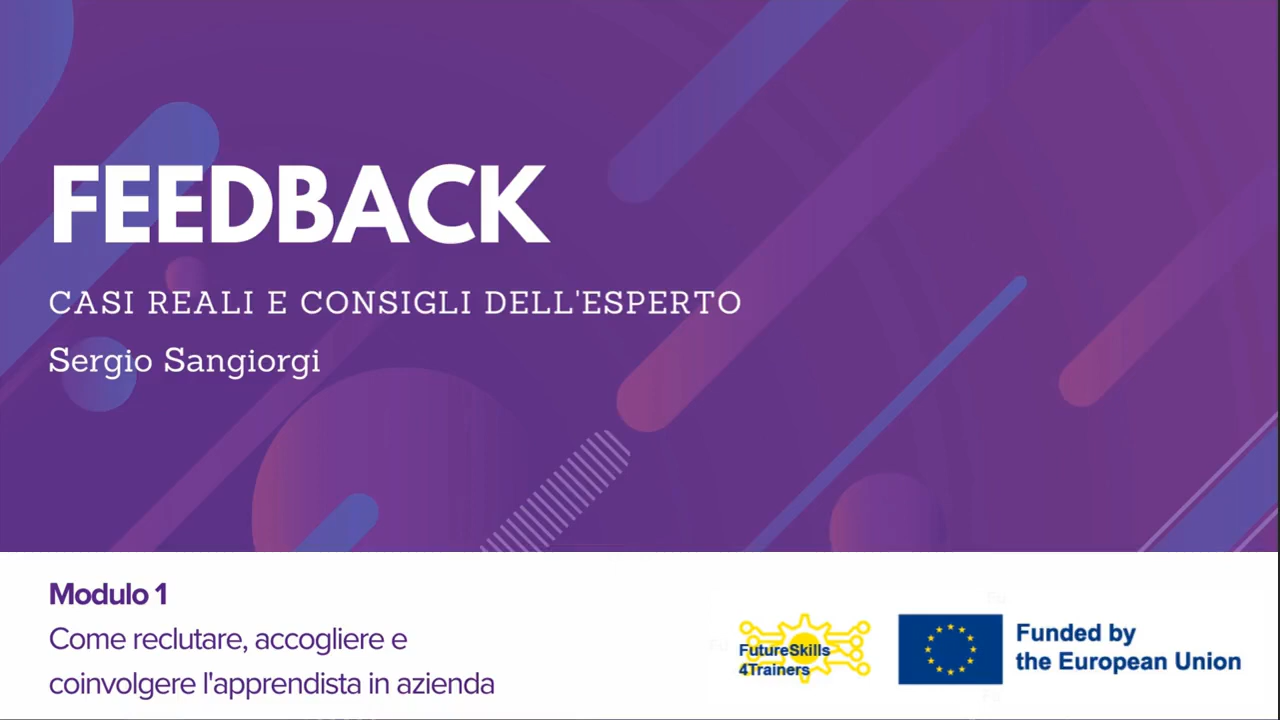 FEEDBACK
CASI REALI E CONSIGLI DELL'ESPERTO
Sergio Sangiorgi
Modulo 1
Come reclutare, accogliere e
coinvolgere l'apprendista in azienda
FutureSkills
4Trainers
Funded by
the European Union